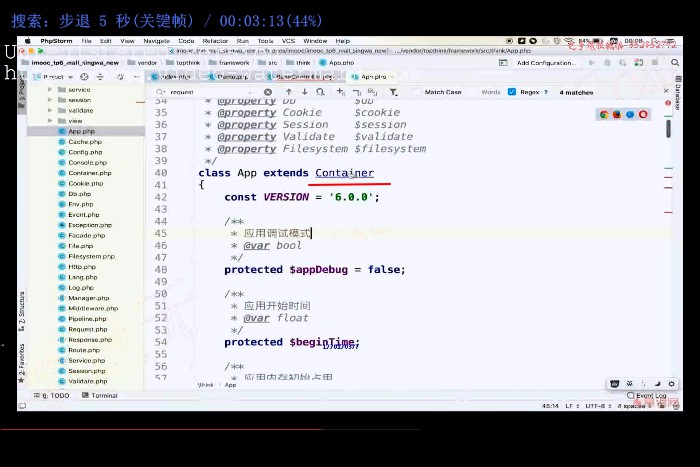 搜索: 步退 5 秒(关键帧) / 00:03:13(44%)
PhpStorm File Edit View Navigate Code Refactor Run Tools VCS Window Help
imooc_tp6_mall_singwa_new vendor topthink framework src think App.php
Add Configuration...
request
Match Case Words Regex ? 4 matches
service
session
validate
view
App.php
Cache.php
Config.php
Console.php
Container.php
Cookie.php
Db.php
Env.php
Event.php
Exception.php
Facade.php
File.php
Filesystem.php
Http.php
Lang.php
Log.php
Manager.php
Middleware.php
Pipeline.php
Request.php
Response.php
Route.php
Service.php
Session.php
Validate.php
34 * @property Db $db
35 * @property Cookie $cookie
36 * @property Session $session
37 * @property Validate $validate
38 * @property Filesystem $filesystem
39 */
40 class App extends Container
41 {
42 const VERSION = '6.0.0';
43
44 /**
45 * 应用调试模式
46 * @var bool
47 */
48 protected $appDebug = false;
49
50 /**
51 * 应用开始时间
52 * @var float
53 */
54 protected $beginTime;
55
56 /**
57 * 应用内存初始占用
\think App
Z: Structure
2: Favorites
Database
6: TODO Terminal
Event Log
45:14 LF UTF-8 4 spaces